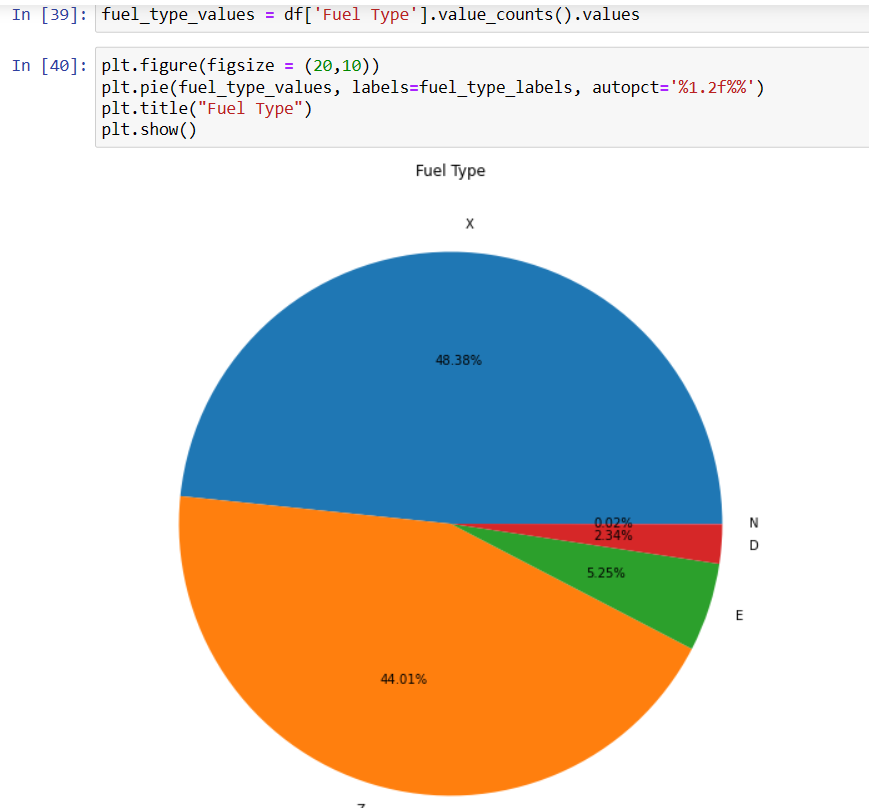 In [39]: fuel_type_values = df['Fuel Type'].value_counts().values
In [40]: plt.figure(figsize = (20,10))
plt.pie(fuel_type_values, labels=fuel_type_labels, autopct='%1.2f%%')
plt.title("Fuel Type")
plt.show()
Fuel Type
X
48.38%
0.02%
N
2.34%
D
5.25%
E
44.01%